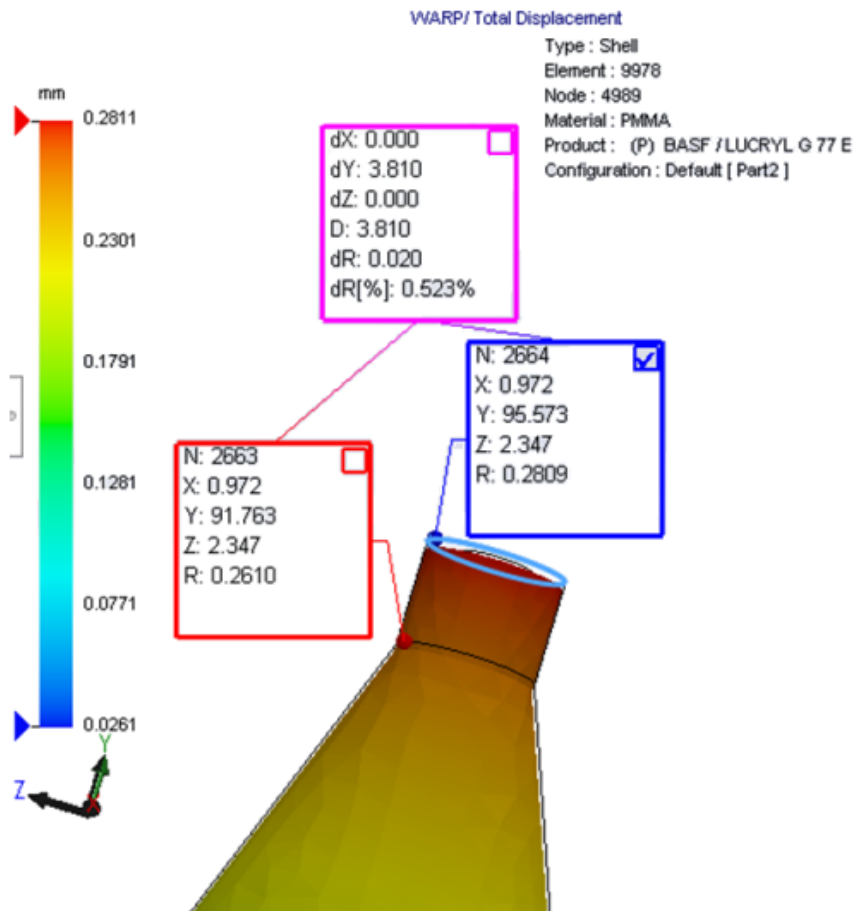 WARP/ Total Displacement
Type : Shell
Element : 9978
Node : 4989
Material : PMMA
Product : (P) BASF / LUCRYL G 77 E
Configuration : Default [ Part2 ]
mm
0.2811
0.2301
0.1791
0.1281
0.0771
0.0261
dX: 0.000
dY: 3.810
dZ: 0.000
D: 3.810
dR: 0.020
dR[%]: 0.523%
N: 2664
X: 0.972
Y: 95.573
Z: 2.347
R: 0.2809
N: 2663
X: 0.972
Y: 91.763
Z: 2.347
R: 0.2610
Y
Z
X